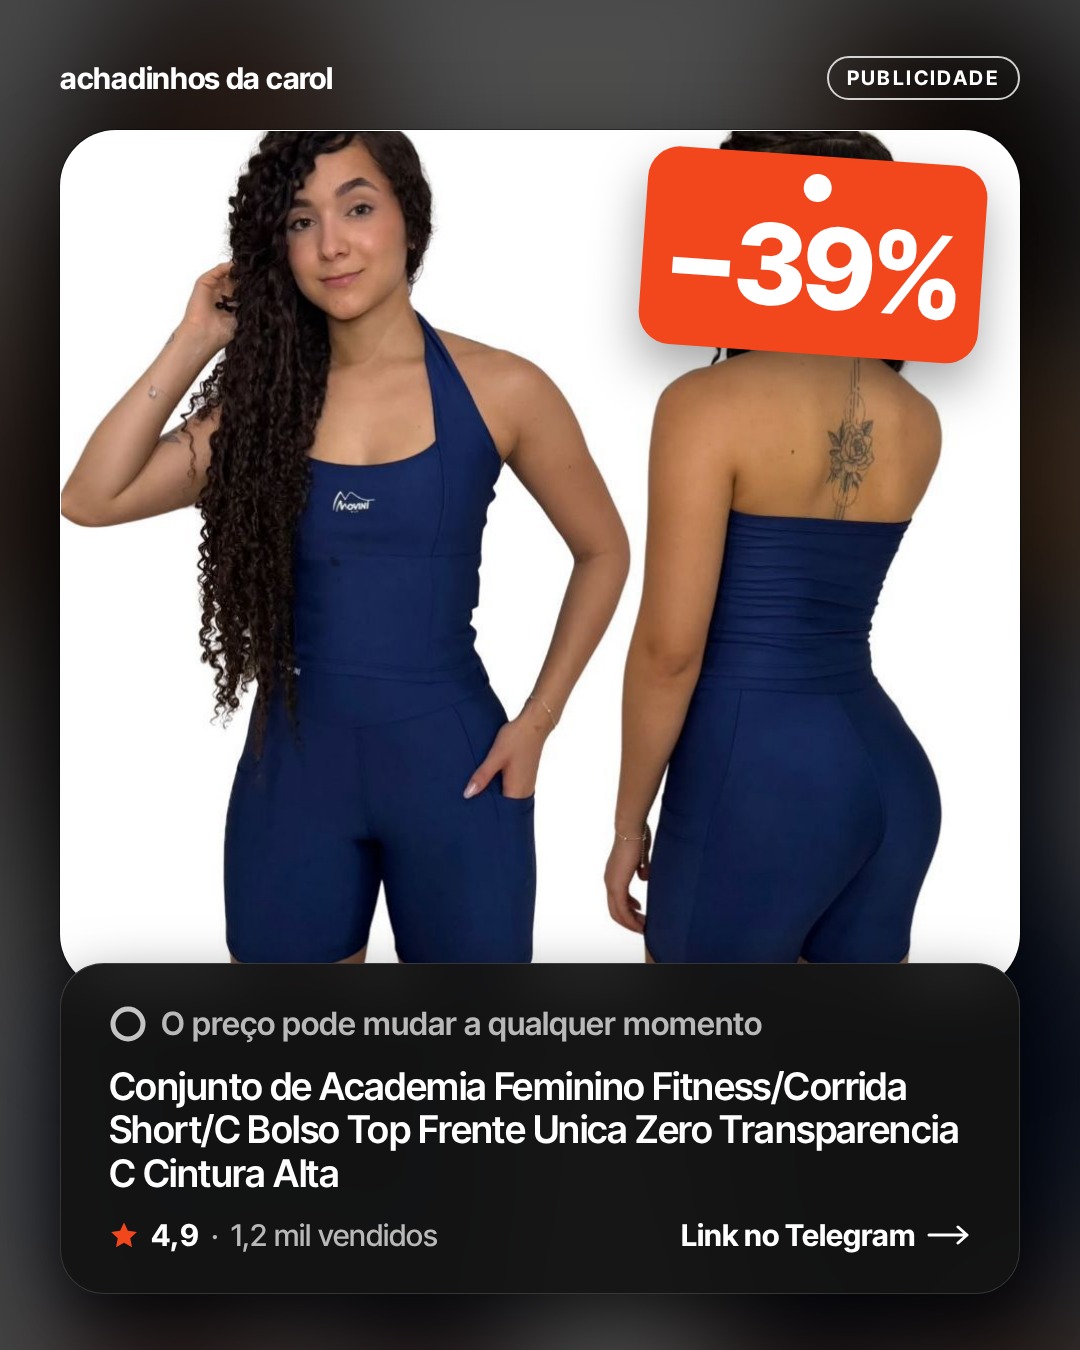 achadinhos da carol
PUBLICIDADE
−39%
MOVINT
O preço pode mudar a qualquer momento
Conjunto de Academia Feminino Fitness/Corrida
Short/C Bolso Top Frente Unica Zero Transparencia
C Cintura Alta
4,9 · 1,2 mil vendidos
Link no Telegram →